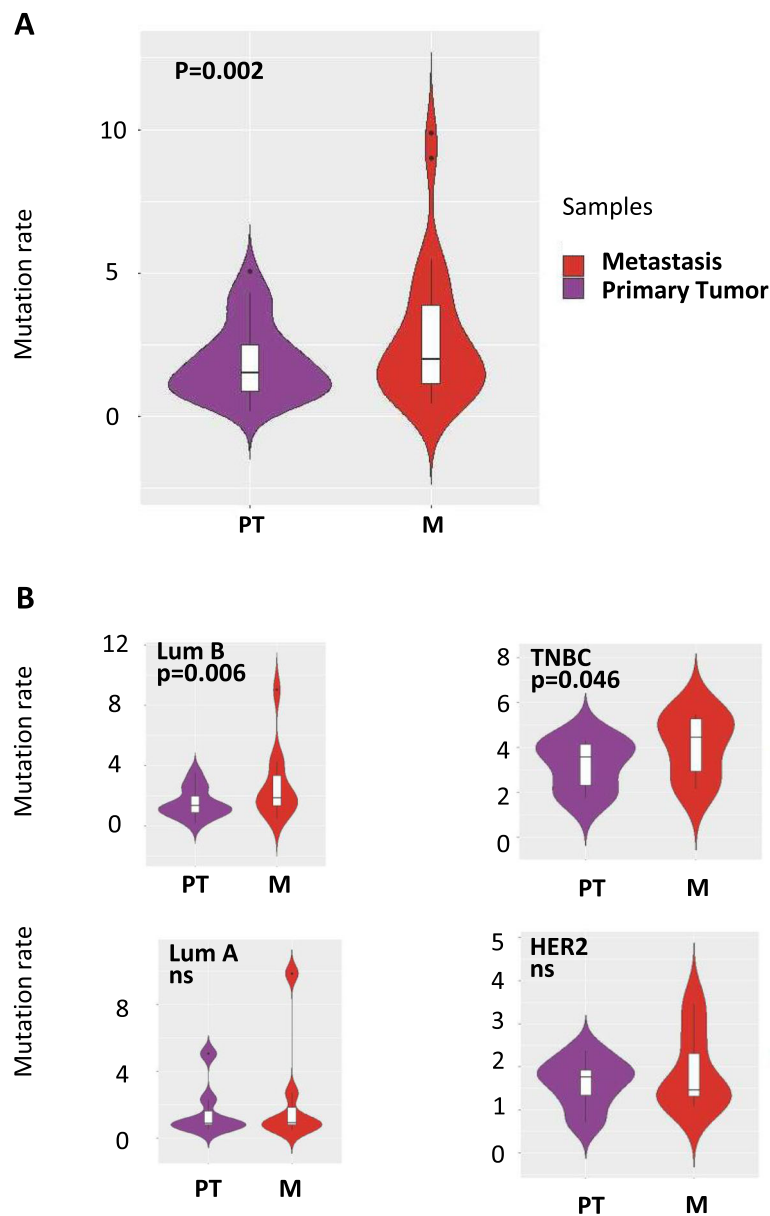 A
P=0.002
10
5
0
Mutation rate
PT
M
Samples
Metastasis
Primary Tumor
B
Mutation rate
12
8
4
0
Lum B
p=0.006
PT
M
8
6
4
2
0
TNBC
p=0.046
PT
M
Mutation rate
8
4
0
Lum A
ns
PT
M
5
4
3
2
1
0
HER2
ns
PT
M